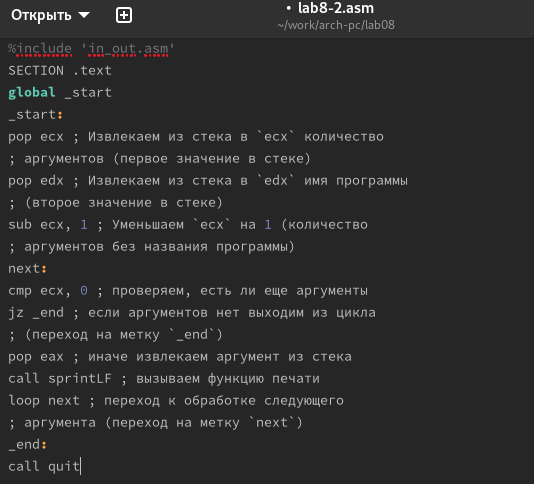 Открыть
• lab8-2.asm
~/work/arch-pc/lab08
%include 'in_out.asm'
SECTION .text
global _start
_start:
pop ecx ; Извлекаем из стека в `ecx` количество
; аргументов (первое значение в стеке)
pop edx ; Извлекаем из стека в `edx` имя программы
; (второе значение в стеке)
sub ecx, 1 ; Уменьшаем `ecx` на 1 (количество
; аргументов без названия программы)
next:
cmp ecx, 0 ; проверяем, есть ли еще аргументы
jz _end ; если аргументов нет выходим из цикла
; (переход на метку `_end`)
pop eax ; иначе извлекаем аргумент из стека
call sprintLF ; вызываем функцию печати
loop next ; переход к обработке следующего
; аргумента (переход на метку `next`)
_end:
call quit